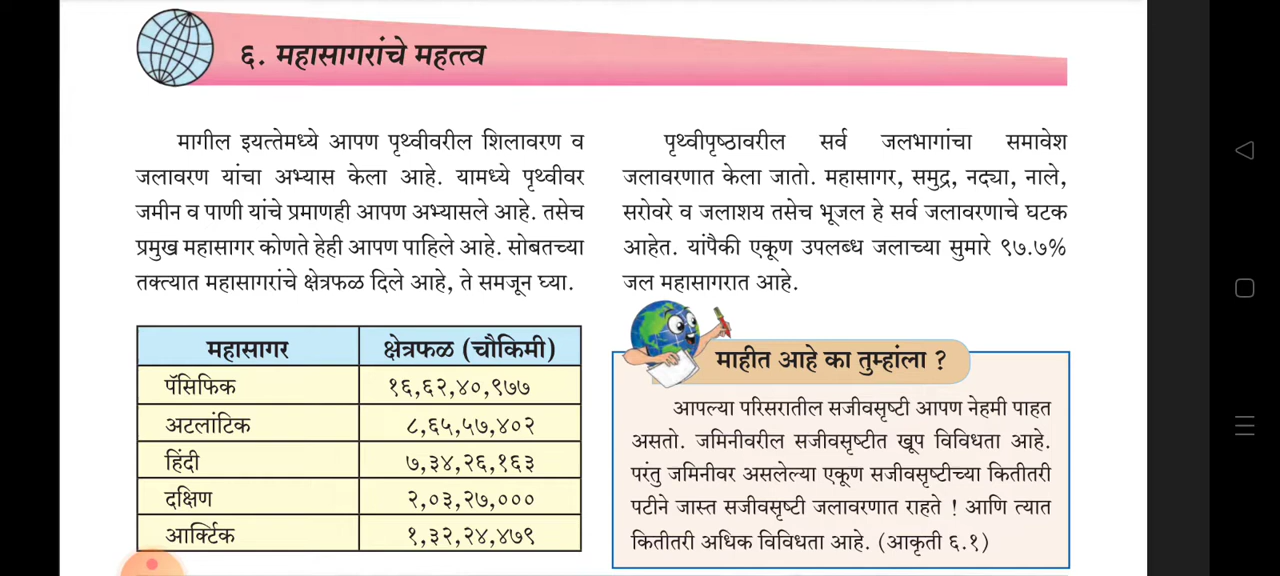 ६. महासागरांचे महत्त्व
मागील इयत्तेमध्ये आपण पृथ्वीवरील शिलावरण व
जलावरण यांचा अभ्यास केला आहे. यामध्ये पृथ्वीवर
जमीन व पाणी यांचे प्रमाणही आपण अभ्यासले आहे. तसेच
प्रमुख महासागर कोणते हेही आपण पाहिले आहे. सोबतच्या
तक्त्यात महासागरांचे क्षेत्रफळ दिले आहे, ते समजून घ्या.
महासागर क्षेत्रफळ (चौकिमी)
पॅसिफिक १६,६२,४०,९७७
अटलांटिक ८,६५,५७,४०२
हिंदी ७,३४,२६,१६३
दक्षिण २,०३,२७,०००
आर्क्टिक १,३२,२४,४७९
पृथ्वीपृष्ठावरील सर्व जलभागांचा समावेश
जलावरणात केला जातो. महासागर, समुद्र, नद्या, नाले,
सरोवरे व जलाशय तसेच भूजल हे सर्व जलावरणाचे घटक
आहेत. यांपैकी एकूण उपलब्ध जलाच्या सुमारे ९७.७%
जल महासागरात आहे.
माहीत आहे का तुम्हांला ?
आपल्या परिसरातील सजीवसृष्टी आपण नेहमी पाहत
असतो. जमिनीवरील सजीवसृष्टीत खूप विविधता आहे.
परंतु जमिनीवर असलेल्या एकूण सजीवसृष्टीच्या कितीतरी
पटीने जास्त सजीवसृष्टी जलावरणात राहते ! आणि त्यात
कितीतरी अधिक विविधता आहे. (आकृती ६.१)